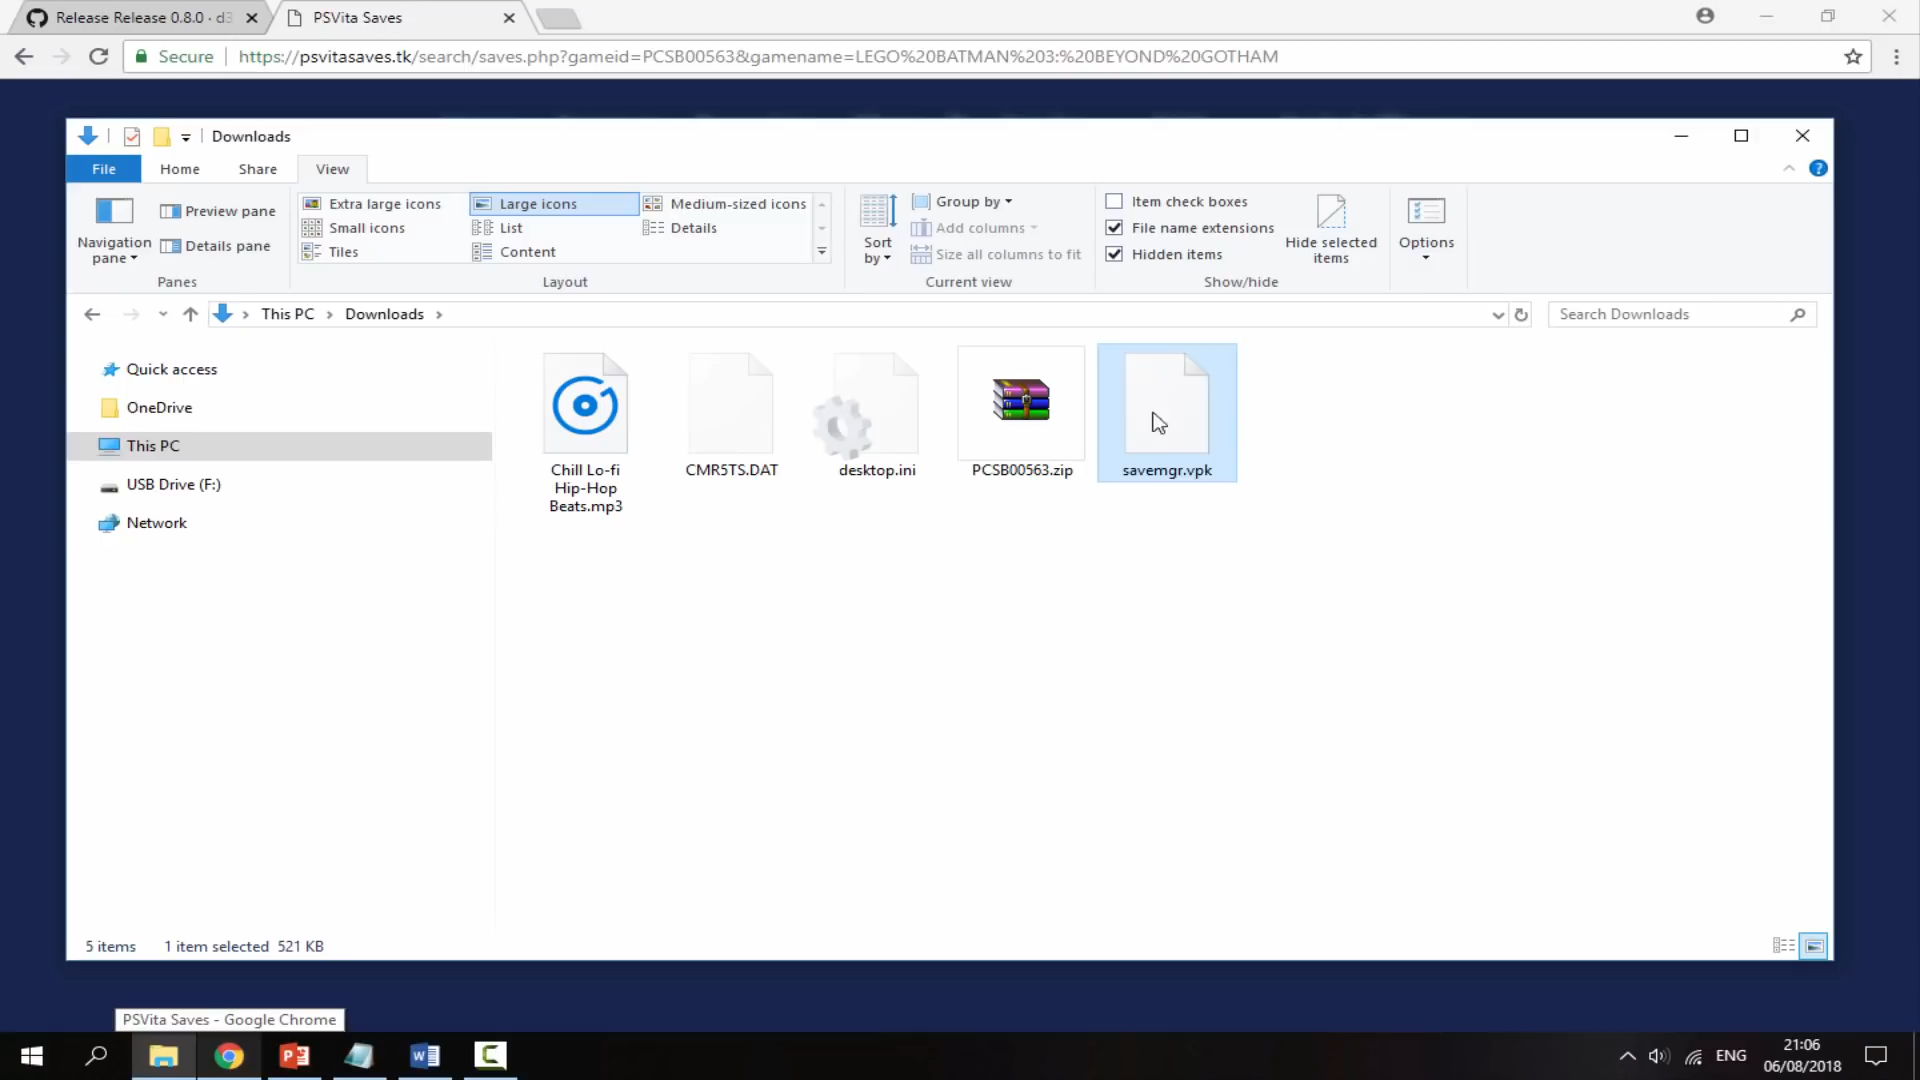 Release Release 0.8.0 · d3
PSVita Saves
Secure
https://psvitasaves.tk/search/saves.php?gameid=PCSB00563&gamename=LEGO%20BATMAN%203:%20BEYOND%20GOTHAM
Downloads
File
Home
Share
View
Navigation
pane
Preview pane
Details pane
Panes
Extra large icons
Large icons
Medium-sized icons
Small icons
List
Details
Tiles
Content
Layout
Sort
by
Group by
Add columns
Size all columns to fit
Current view
Item check boxes
File name extensions
Hidden items
Hide selected
items
Show/hide
Options
This PC
Downloads
Search Downloads
Quick access
OneDrive
This PC
USB Drive (F:)
Network
Chill Lo-fi
Hip-Hop
Beats.mp3
CMR5TS.DAT
desktop.ini
PCSB00563.zip
savemgr.vpk
5 items
1 item selected 521 KB
PSVita Saves - Google Chrome
ENG
21:06
06/08/2018